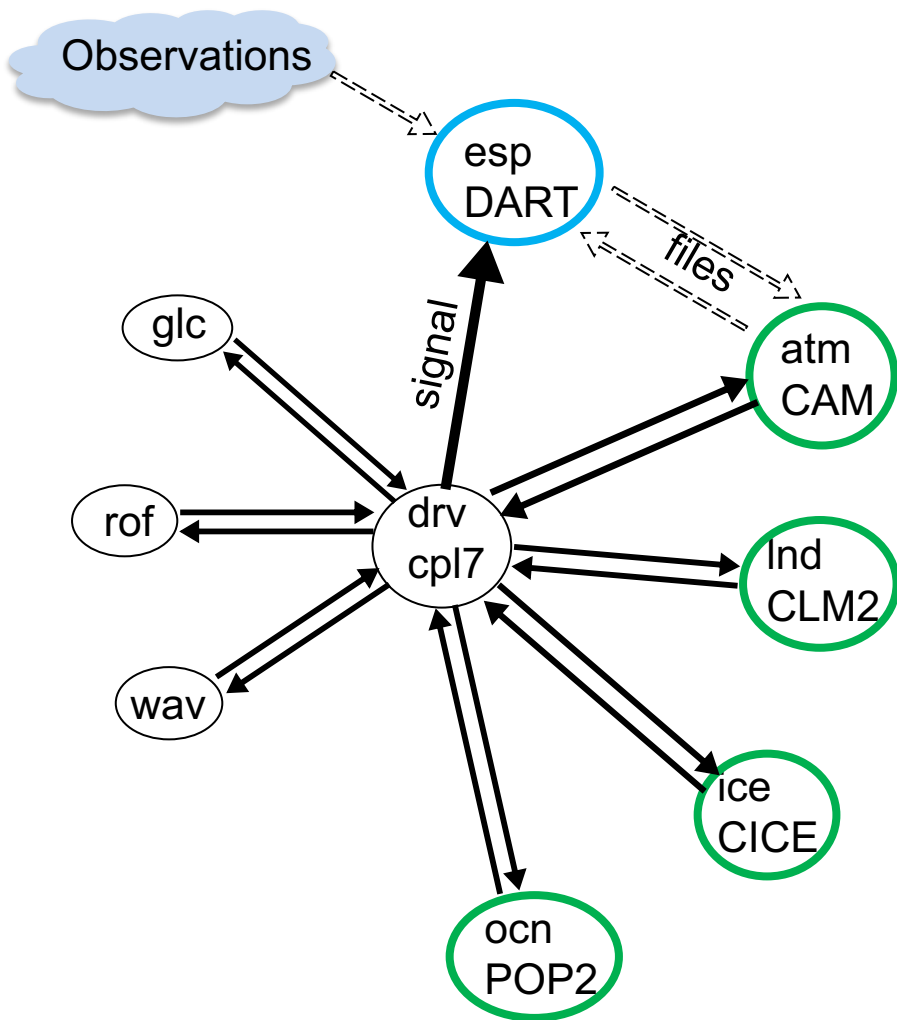 Observations
esp
DART
files
signal
glc
atm
CAM
rof
drv
cpl7
lnd
CLM2
wav
ice
CICE
ocn
POP2